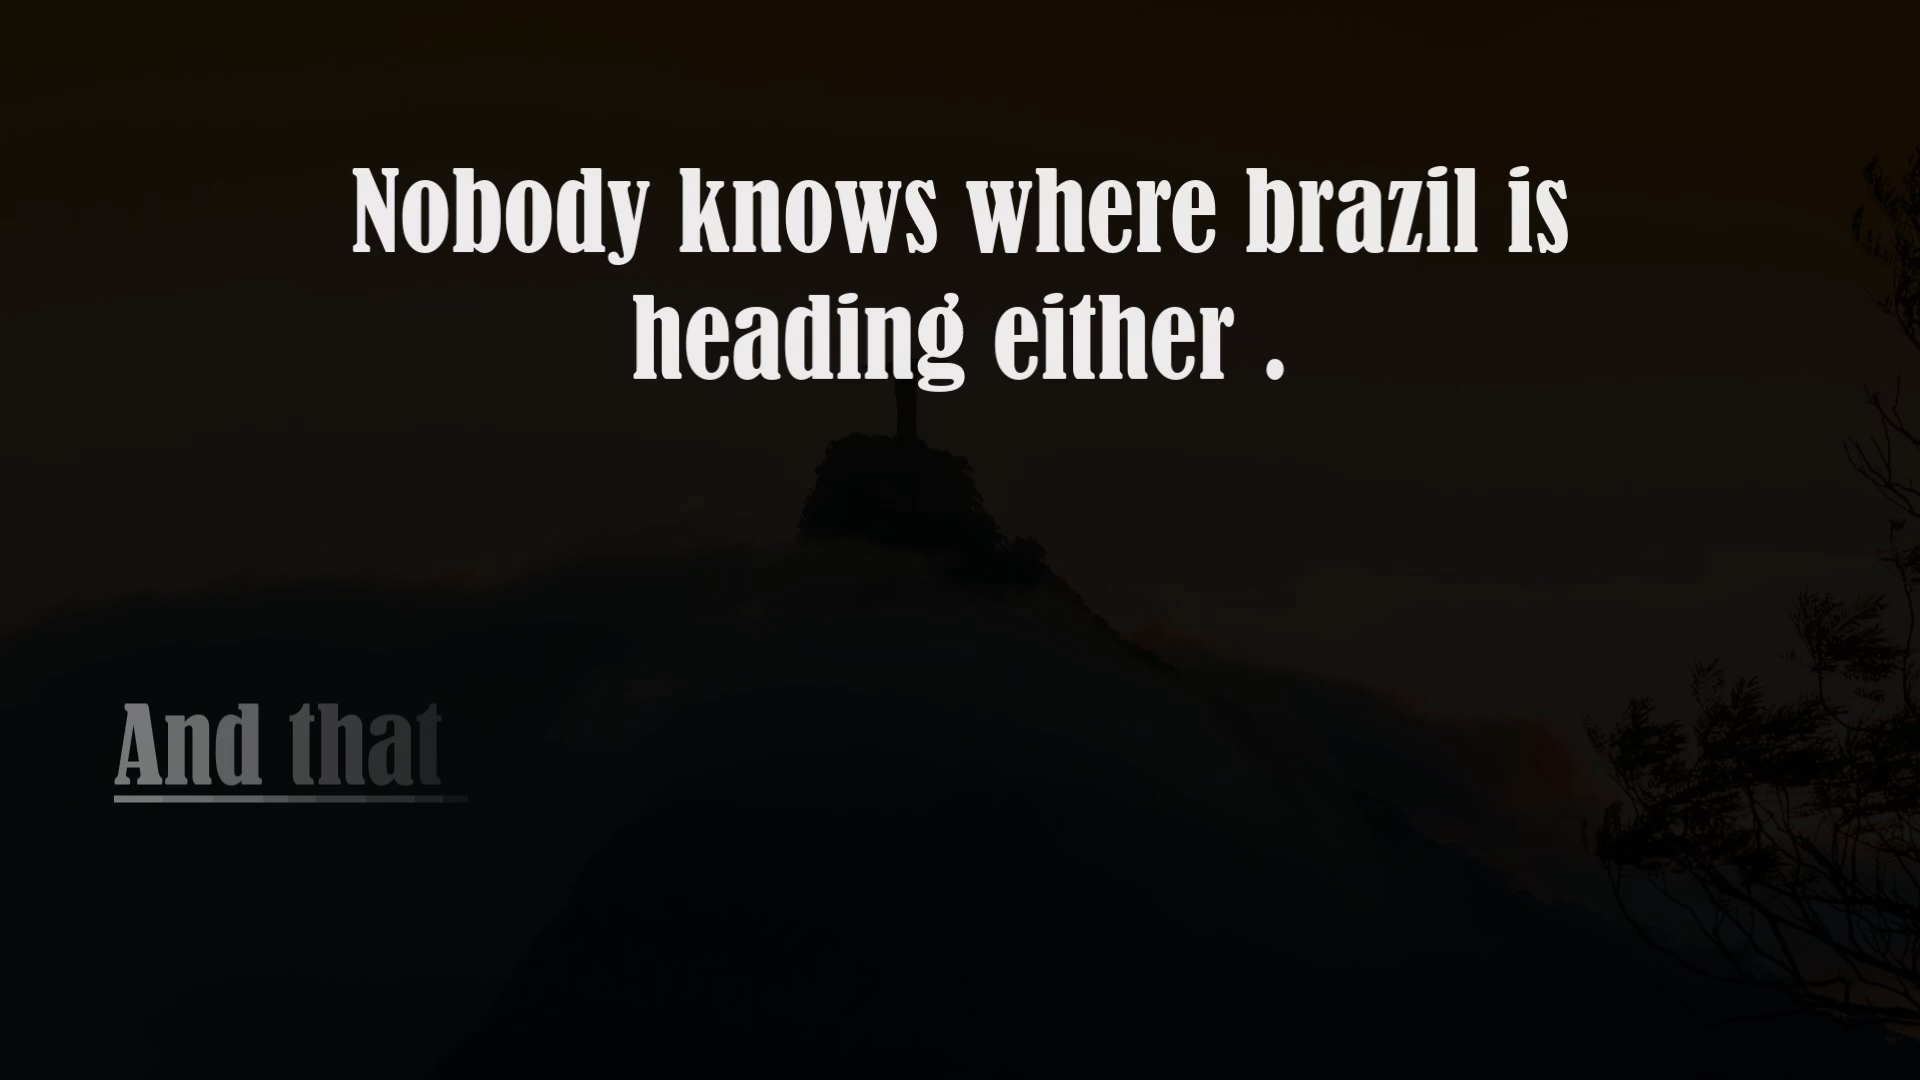 Nobody knows where brazil is
heading either .
And that